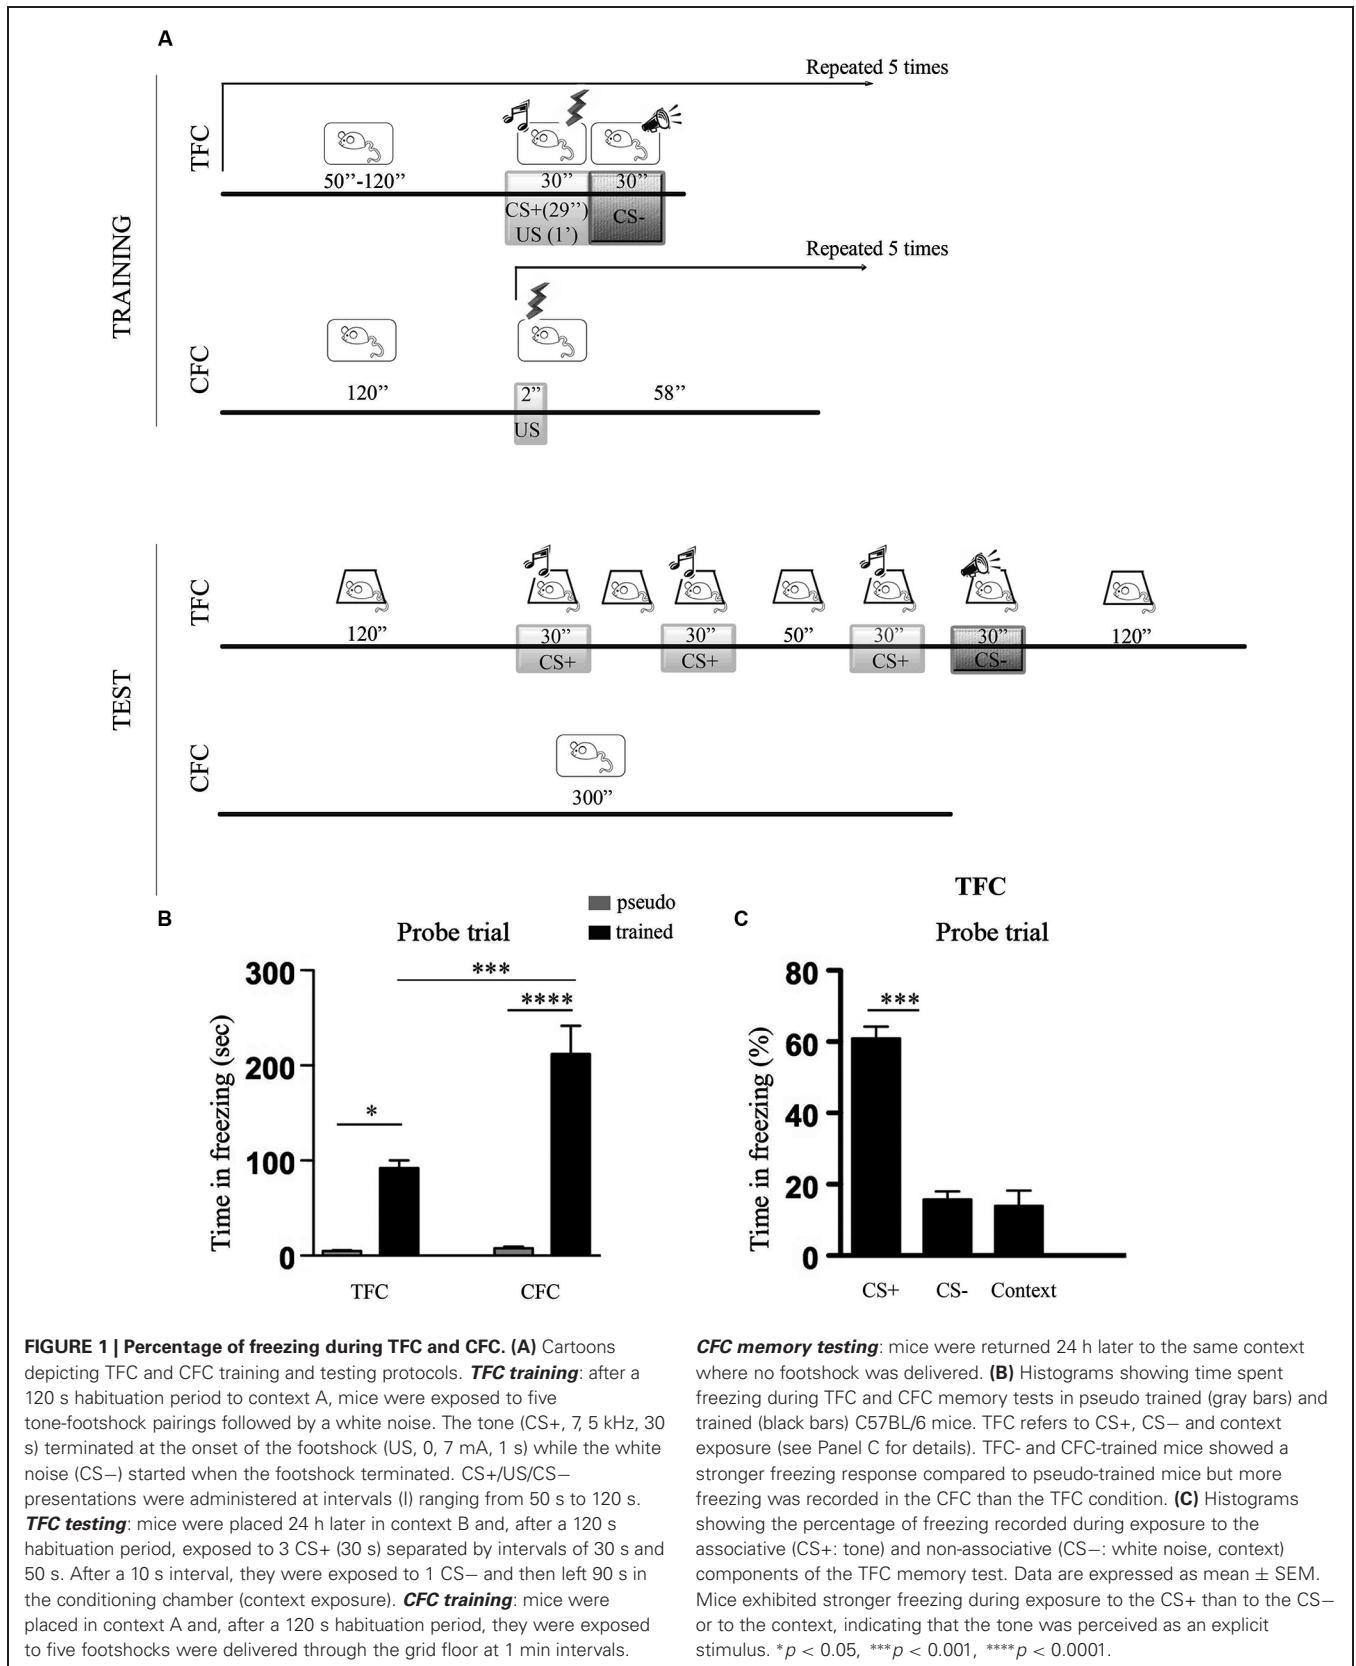 A
Repeated 5 times
TFC
50’’-120’’
30’’
30’’
CS+(29’’)
US (1’)
CS-
TRAINING
Repeated 5 times
CFC
120’’
2’’
58’’
US
TFC
120’’
30’’
30’’
50’’
30’’
30’’
120’’
CS+
CS+
CS+
CS-
TEST
CFC
300’’
B
Probe trial
pseudo
trained
Time in freezing (sec)
300
200
100
0
***
****
*
TFC
CFC
TFC
C
Probe trial
Time in freezing (%)
80
60
40
20
0
***
CS+
CS-
Context
FIGURE 1 | Percentage of freezing during TFC and CFC. (A) Cartoons
depicting TFC and CFC training and testing protocols. TFC training: after a
120 s habituation period to context A, mice were exposed to five
tone-footshock pairings followed by a white noise. The tone (CS+, 7, 5 kHz, 30
s) terminated at the onset of the footshock (US, 0, 7 mA, 1 s) while the white
noise (CS−) started when the footshock terminated. CS+/US/CS−
presentations were administered at intervals (I) ranging from 50 s to 120 s.
TFC testing: mice were placed 24 h later in context B and, after a 120 s
habituation period, exposed to 3 CS+ (30 s) separated by intervals of 30 s and
50 s. After a 10 s interval, they were exposed to 1 CS− and then left 90 s in
the conditioning chamber (context exposure). CFC training: mice were
placed in context A and, after a 120 s habituation period, they were exposed
to five footshocks were delivered through the grid floor at 1 min intervals.
CFC memory testing: mice were returned 24 h later to the same context
where no footshock was delivered. (B) Histograms showing time spent
freezing during TFC and CFC memory tests in pseudo trained (gray bars) and
trained (black bars) C57BL/6 mice. TFC refers to CS+, CS− and context
exposure (see Panel C for details). TFC- and CFC-trained mice showed a
stronger freezing response compared to pseudo-trained mice but more
freezing was recorded in the CFC than the TFC condition. (C) Histograms
showing the percentage of freezing recorded during exposure to the
associative (CS+: tone) and non-associative (CS−: white noise, context)
components of the TFC memory test. Data are expressed as mean ± SEM.
Mice exhibited stronger freezing during exposure to the CS+ than to the CS−
or to the context, indicating that the tone was perceived as an explicit
stimulus. *p < 0.05, ***p < 0.001, ****p < 0.0001.